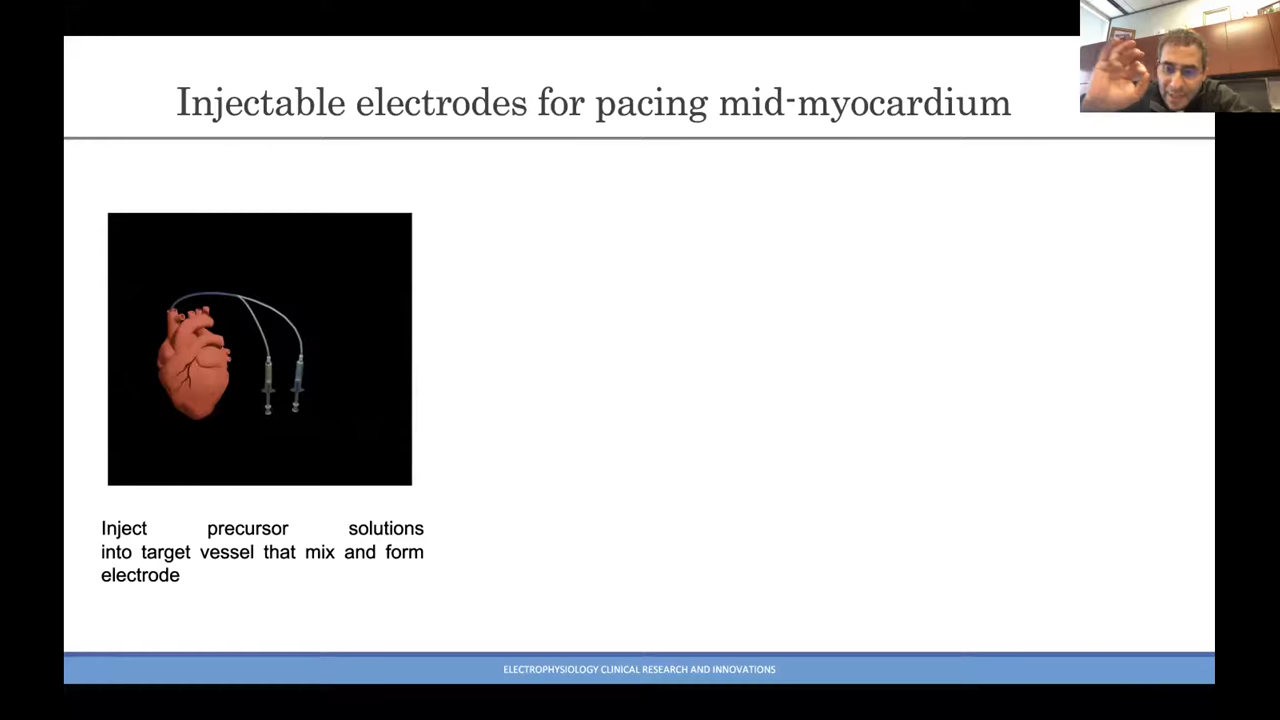 Injectable electrodes for pacing mid-myocardium
Inject precursor solutions
into target vessel that mix and form
electrode
ELECTROPHYSIOLOGY CLINICAL RESEARCH AND INNOVATIONS